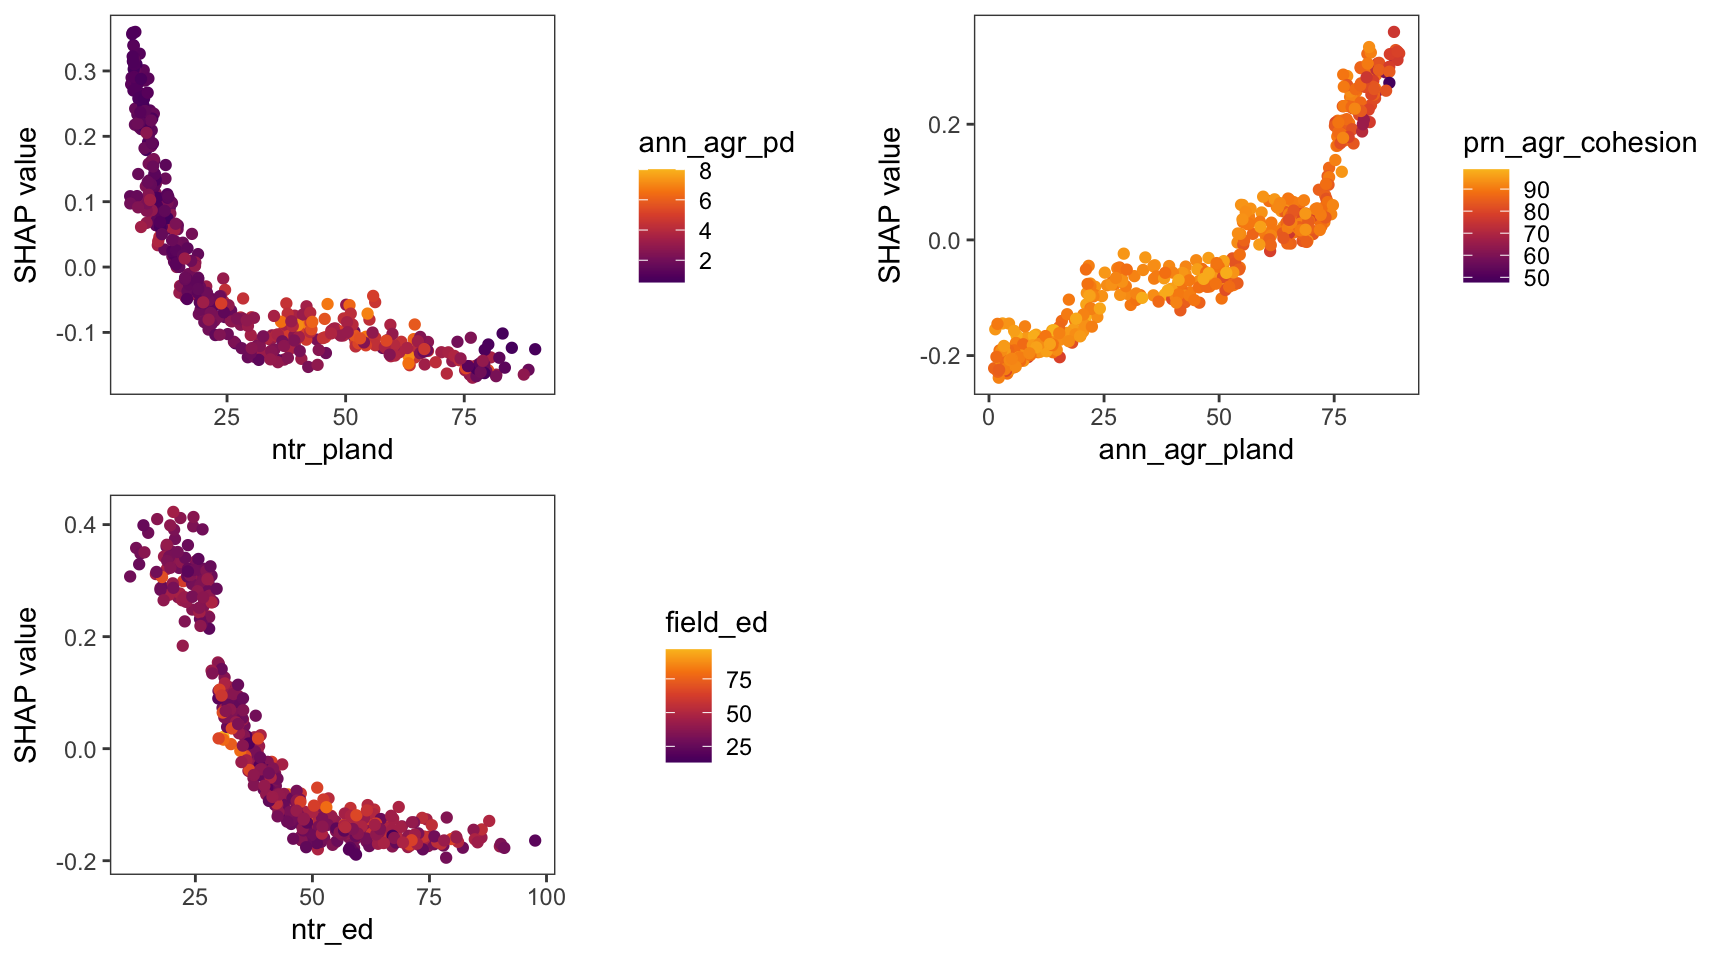 SHAP value
0.3
0.2
0.1
0.0
-0.1
25 50 75
ntr_pland
ann_agr_pd
8
6
4
2
SHAP value
0.2
0.0
-0.2
0 25 50 75
ann_agr_pland
prn_agr_cohesion
90
80
70
60
50
SHAP value
0.4
0.2
0.0
-0.2
25 50 75 100
ntr_ed
field_ed
75
50
25